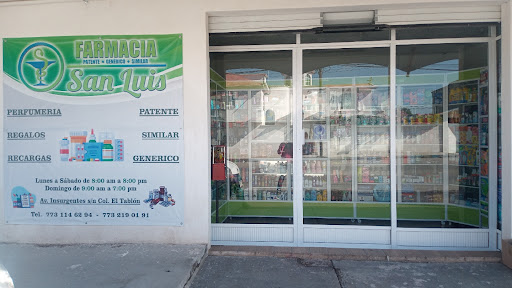 FARMACIA
PATENTE + GENERICO + SIMILAR
San Luis
PERFUMERIA
PATENTE
REGALOS
SIMILAR
RECARGAS
GENERICO
Lunes a Sábado de 8:00 am a 8:00 pm
Domingo de 9:00 am a 7:00 pm
Av. Insurgentes s/n Col. El Tablón
Tel. 773 114 62 94 - 773 219 01 91